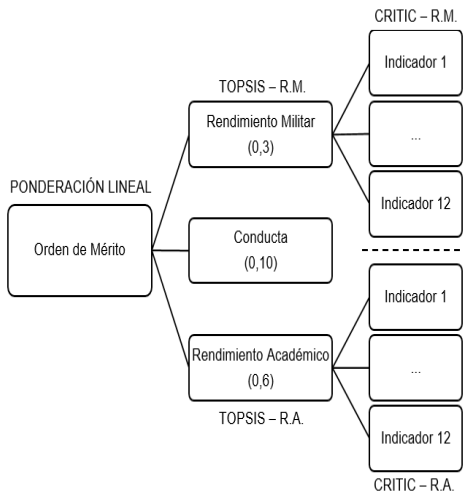 CRITIC – R.M.
Indicador 1
TOPSIS – R.M.
Rendimiento Militar
(0,3)
...
PONDERACIÓN LINEAL
Indicador 12
Orden de Mérito
Conducta
(0,10)
Indicador 1
Rendimiento Académico
(0,6)
...
TOPSIS – R.A.
Indicador 12
CRITIC – R.A.